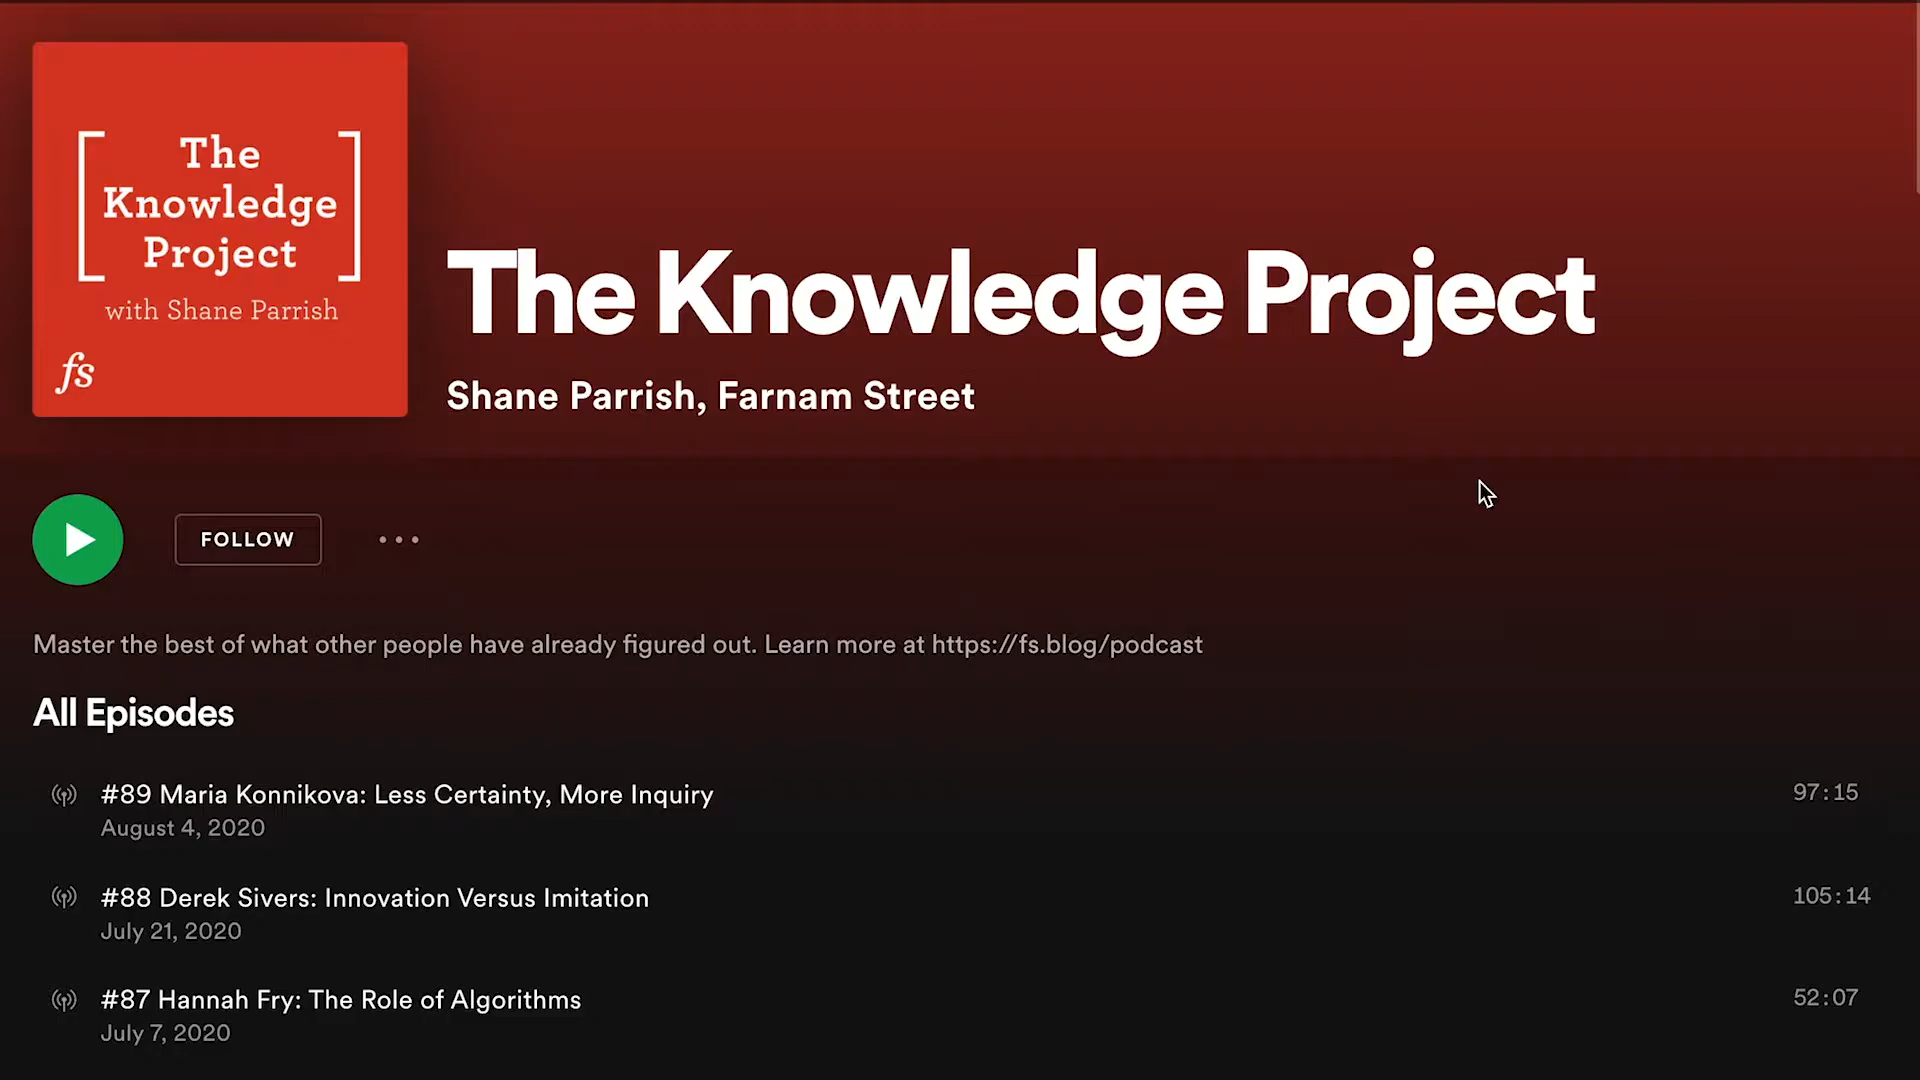 The
Knowledge
Project
with Shane Parrish
fs
The Knowledge Project
Shane Parrish, Farnam Street
FOLLOW
Master the best of what other people have already figured out. Learn more at https://fs.blog/podcast
All Episodes
#89 Maria Konnikova: Less Certainty, More Inquiry
97:15
August 4, 2020
#88 Derek Sivers: Innovation Versus Imitation
105:14
July 21, 2020
#87 Hannah Fry: The Role of Algorithms
52:07
July 7, 2020